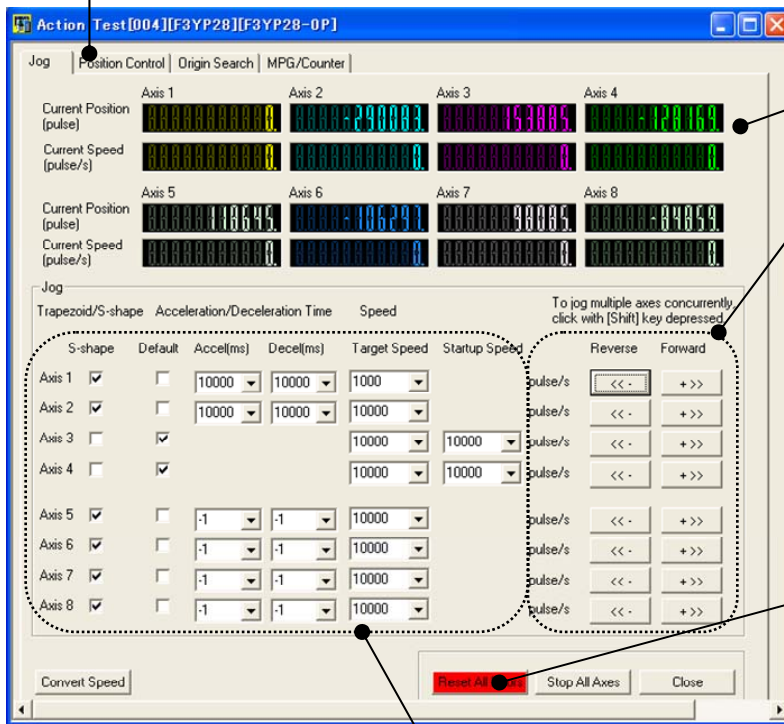 Action Test[004][F3YP28][F3YP28-0P]
Jog Position Control Origin Search MPG/Counter
Axis 1 Axis 2 Axis 3 Axis 4
Current Position (pulse) 0. -290083. 153085. -128169.
Current Speed (pulse/s) 0. 0. 0. 0.
Axis 5 Axis 6 Axis 7 Axis 8
Current Position (pulse) 118645. -106297. 98085. -84859.
Current Speed (pulse/s) 0. 0. 0. 0.
Jog
Trapezoid/S-shape Acceleration/Deceleration Time Speed
To jog multiple axes concurrently,
click with [Shift] key depressed
S-shape Default Accel(ms) Decel(ms) Target Speed Startup Speed Reverse Forward
Axis 1 10000 10000 1000 pulse/s << - + >>
Axis 2 10000 10000 10000 pulse/s << - + >>
Axis 3 10000 10000 pulse/s << - + >>
Axis 4 10000 10000 pulse/s << - + >>
Axis 5 -1 -1 10000 pulse/s << - + >>
Axis 6 -1 -1 10000 pulse/s << - + >>
Axis 7 -1 -1 10000 pulse/s << - + >>
Axis 8 -1 -1 10000 pulse/s << - + >>
Convert Speed Reset All Errors Stop All Axes Close